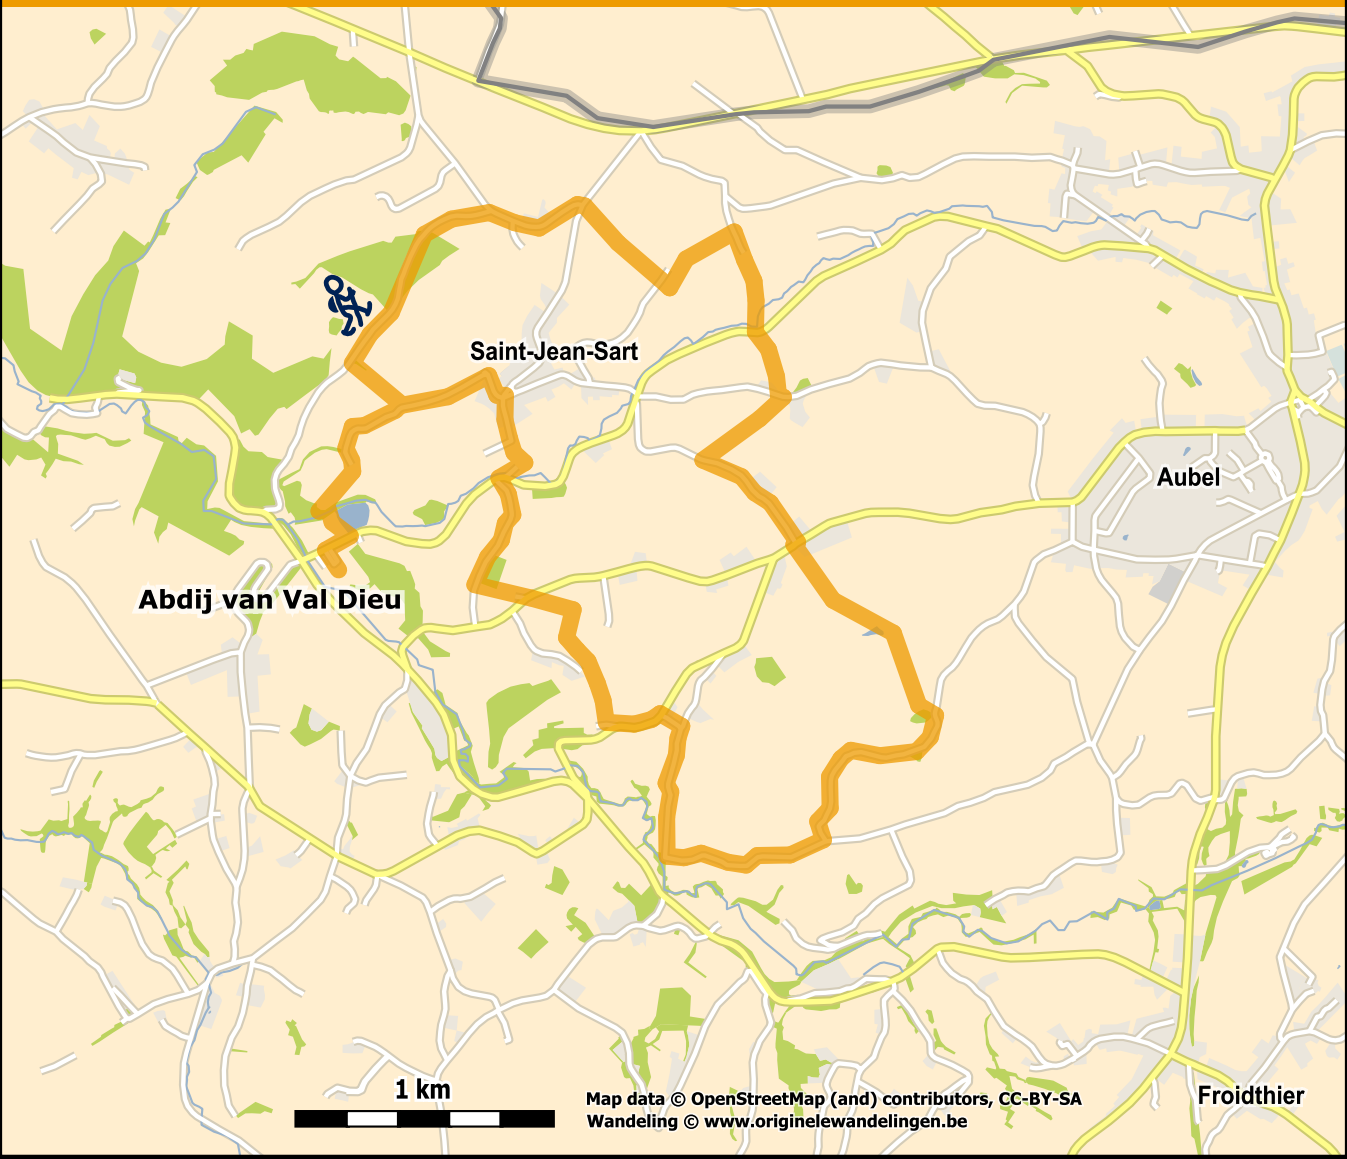 Saint-Jean-Sart
Aubel
Abdij van Val Dieu
1 km
Map data © OpenStreetMap (and) contributors, CC-BY-SA
Froidthier
Wandeling © www.originelewandelingen.be